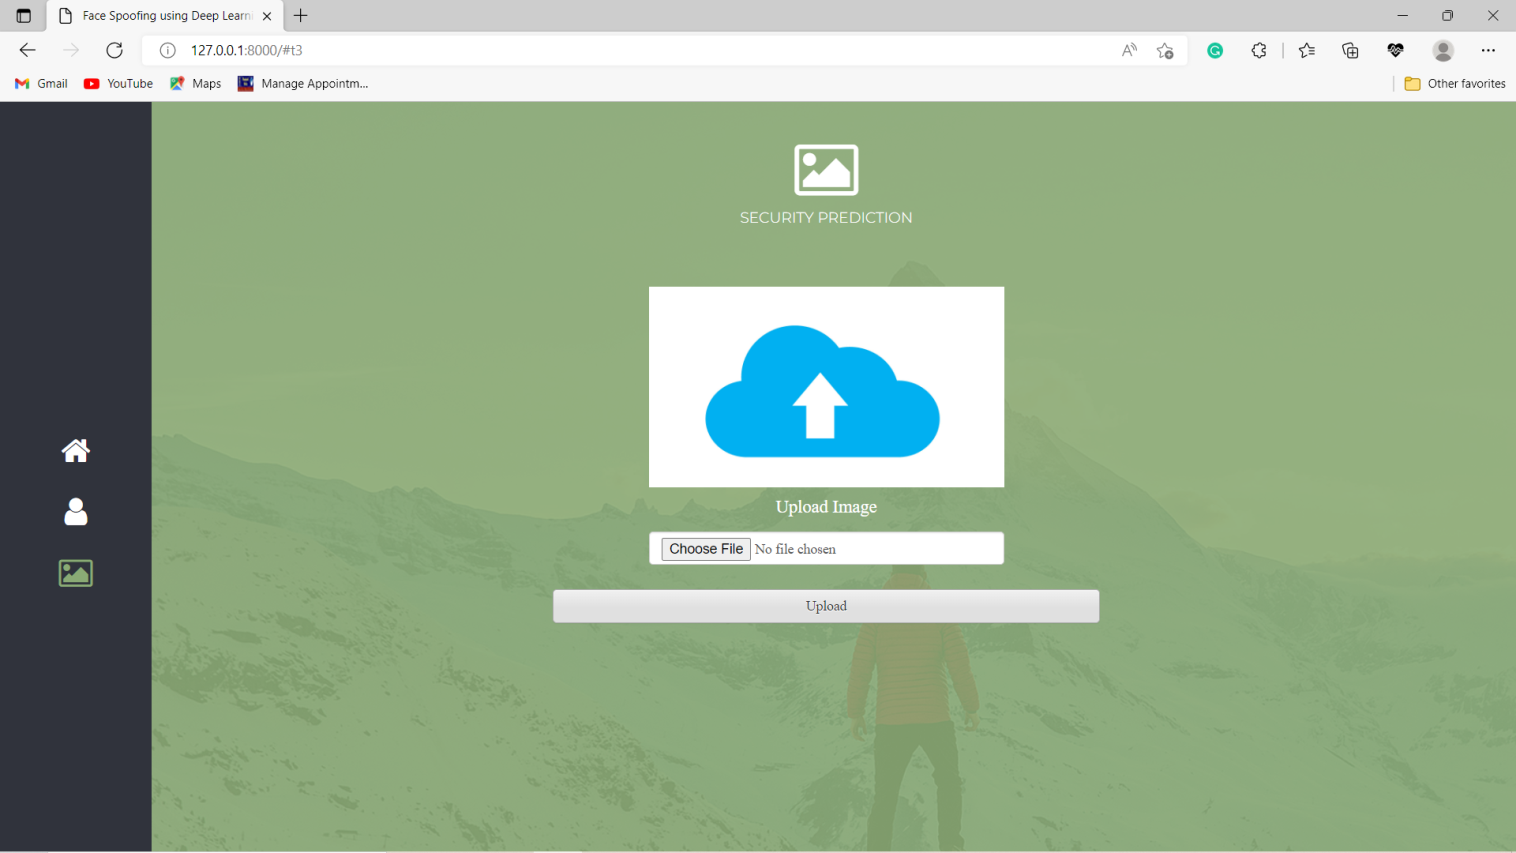 Face Spoofing using Deep Learni
127.0.0.1:8000/#t3
Gmail
YouTube
Maps
Manage Appointm...
Other favorites
SECURITY PREDICTION
Upload Image
Choose File No file chosen
Upload